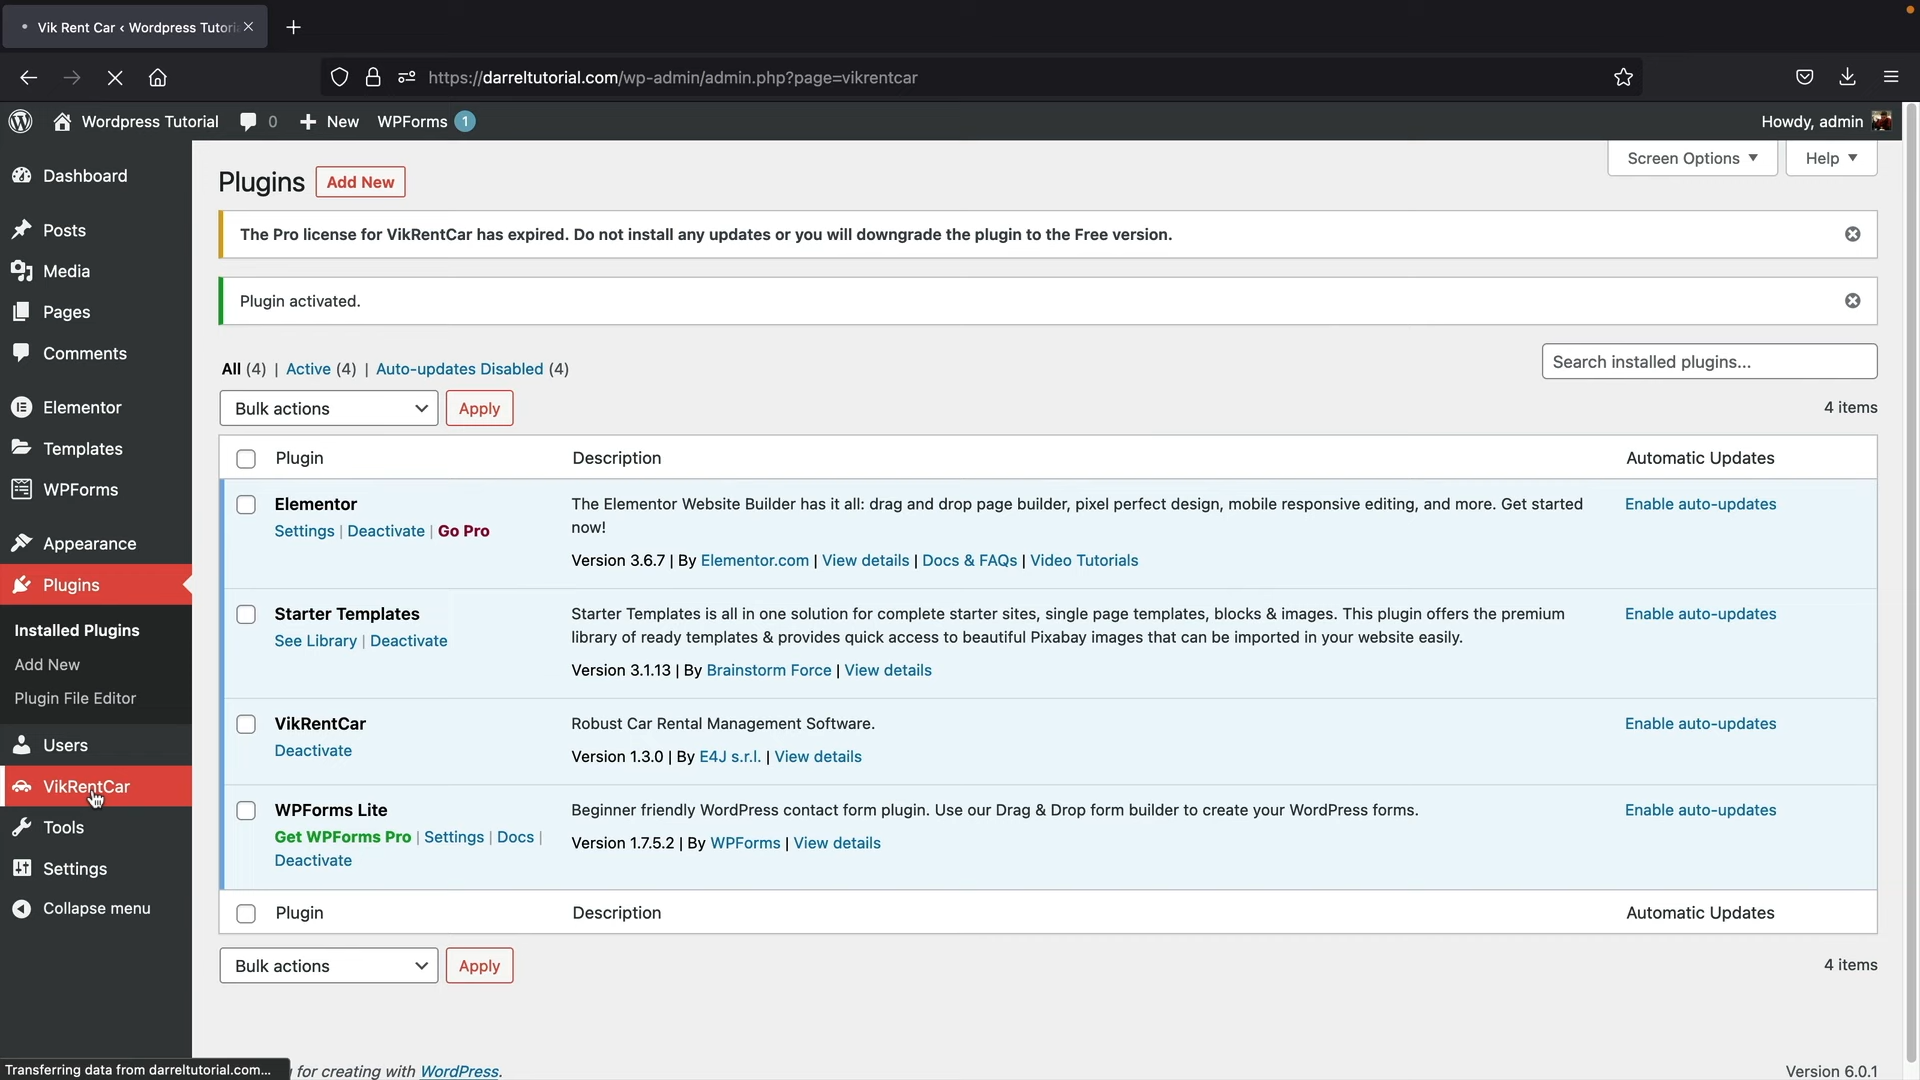 Vik Rent Car ‹ Wordpress Tutori
https://darreltutorial.com/wp-admin/admin.php?page=vikrentcar
Wordpress Tutorial 0 New WPForms 1 Howdy, admin
Screen Options Help
Dashboard
Posts
Media
Pages
Comments
Elementor
Templates
WPForms
Appearance
Plugins
Installed Plugins
Add New
Plugin File Editor
Users
VikRentCar
Tools
Settings
Collapse menu
Plugins Add New
The Pro license for VikRentCar has expired. Do not install any updates or you will downgrade the plugin to the Free version.
Plugin activated.
All (4) | Active (4) | Auto-updates Disabled (4)
Search installed plugins...
Bulk actions Apply 4 items
Plugin Description Automatic Updates
Elementor
Settings | Deactivate | Go Pro
The Elementor Website Builder has it all: drag and drop page builder, pixel perfect design, mobile responsive editing, and more. Get started
now!
Version 3.6.7 | By Elementor.com | View details | Docs & FAQs | Video Tutorials
Enable auto-updates
Starter Templates
See Library | Deactivate
Starter Templates is all in one solution for complete starter sites, single page templates, blocks & images. This plugin offers the premium
library of ready templates & provides quick access to beautiful Pixabay images that can be imported in your website easily.
Version 3.1.13 | By Brainstorm Force | View details
Enable auto-updates
VikRentCar
Deactivate
Robust Car Rental Management Software.
Version 1.3.0 | By E4J s.r.l. | View details
Enable auto-updates
WPForms Lite
Get WPForms Pro | Settings | Docs |
Deactivate
Beginner friendly WordPress contact form plugin. Use our Drag & Drop form builder to create your WordPress forms.
Version 1.7.5.2 | By WPForms | View details
Enable auto-updates
Plugin Description Automatic Updates
Bulk actions Apply 4 items
Transferring data from darreltutorial.com...
for creating with WordPress.
Version 6.0.1